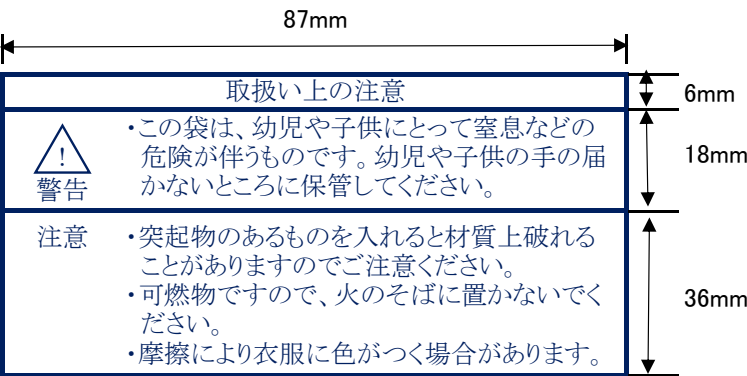 87mm
取扱い上の注意
6mm
・この袋は、幼児や子供にとって窒息などの
危険が伴うものです。幼児や子供の手の届
かないところに保管してください。
!
警告
18mm
注意
・突起物のあるものを入れると材質上破れる
ことがありますのでご注意ください。
・可燃物ですので、火のそばに置かないでく
ださい。
・摩擦により衣服に色がつく場合があります。
36mm